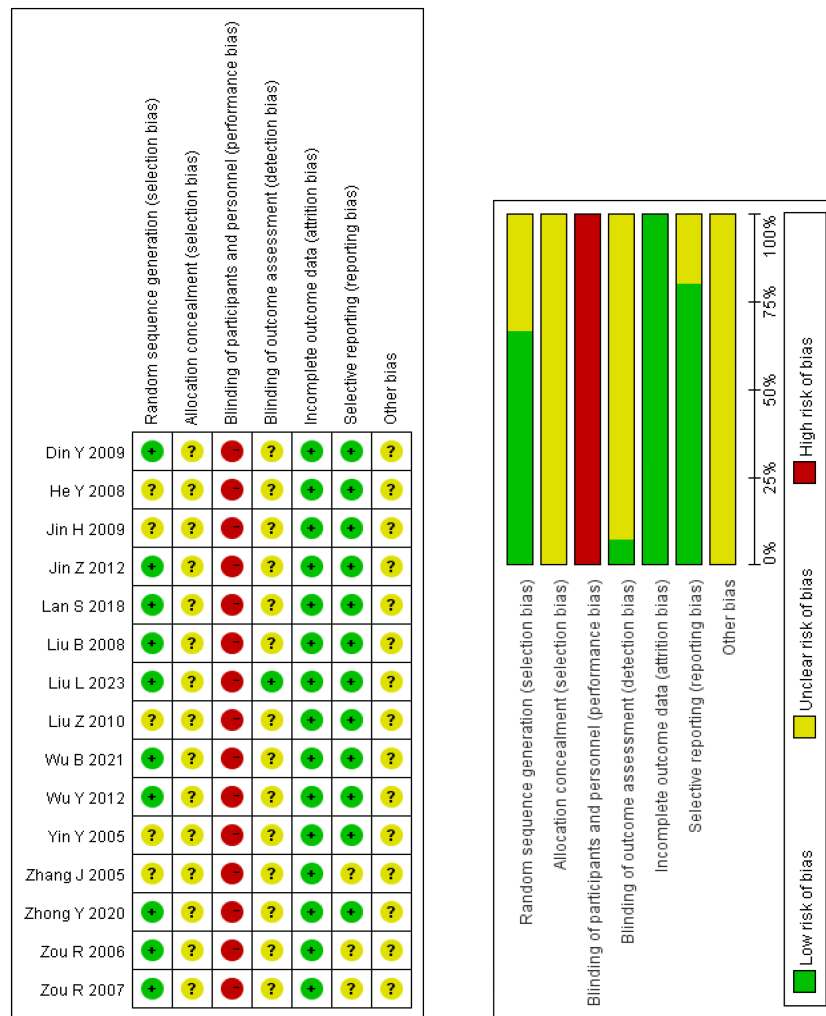 Random sequence generation (selection bias)
Allocation concealment (selection bias)
Blinding of participants and personnel (performance bias)
Blinding of outcome assessment (detection bias)
Incomplete outcome data (attrition bias)
Selective reporting (reporting bias)
Other bias
Din Y 2009 + ? - ? + + ?
He Y 2008 ? ? - ? + + ?
Jin H 2009 ? ? - ? + + ?
Jin Z 2012 + ? - ? + + ?
Lan S 2018 + ? - ? + + ?
Liu B 2008 + ? - ? + + ?
Liu L 2023 + ? - + + + ?
Liu Z 2010 ? ? - ? + + ?
Wu B 2021 + ? - ? + + ?
Wu Y 2012 + ? - ? + + ?
Yin Y 2005 ? ? - ? + + ?
Zhang J 2005 ? ? - ? + ? ?
Zhong Y 2020 + ? - ? + + ?
Zou R 2006 + ? - ? + ? ?
Zou R 2007 + ? - ? + ? ?
Random sequence generation (selection bias)
Allocation concealment (selection bias)
Blinding of participants and personnel (performance bias)
Blinding of outcome assessment (detection bias)
Incomplete outcome data (attrition bias)
Selective reporting (reporting bias)
Other bias
0% 25% 50% 75% 100%
Low risk of bias
Unclear risk of bias
High risk of bias